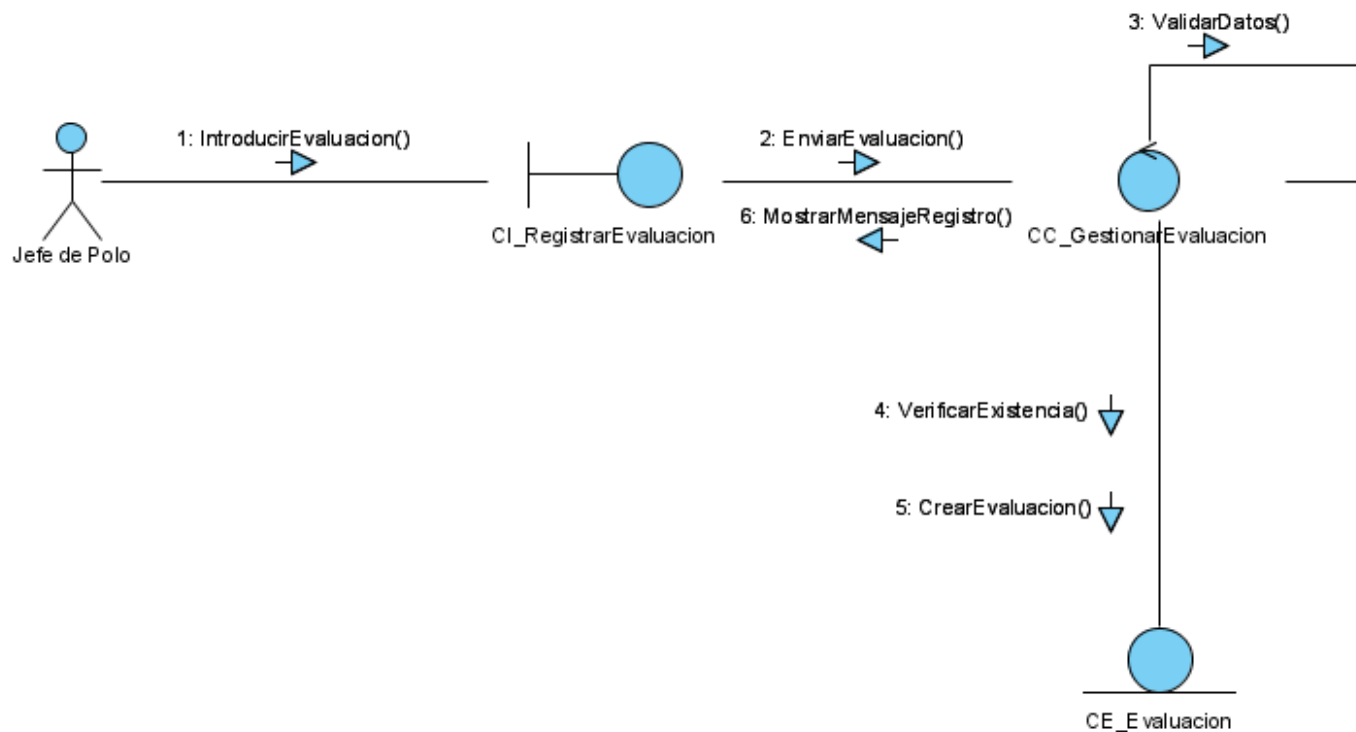 3: ValidarDatos()
1: IntroducirEvaluacion()
2: EnviarEvaluacion()
6: MostrarMensajeRegistro()
Jefe de Polo
CI_RegistrarEvaluacion
CC_GestionarEvaluacion
4: VerificarExistencia()
5: CrearEvaluacion()
CE_Evaluacion